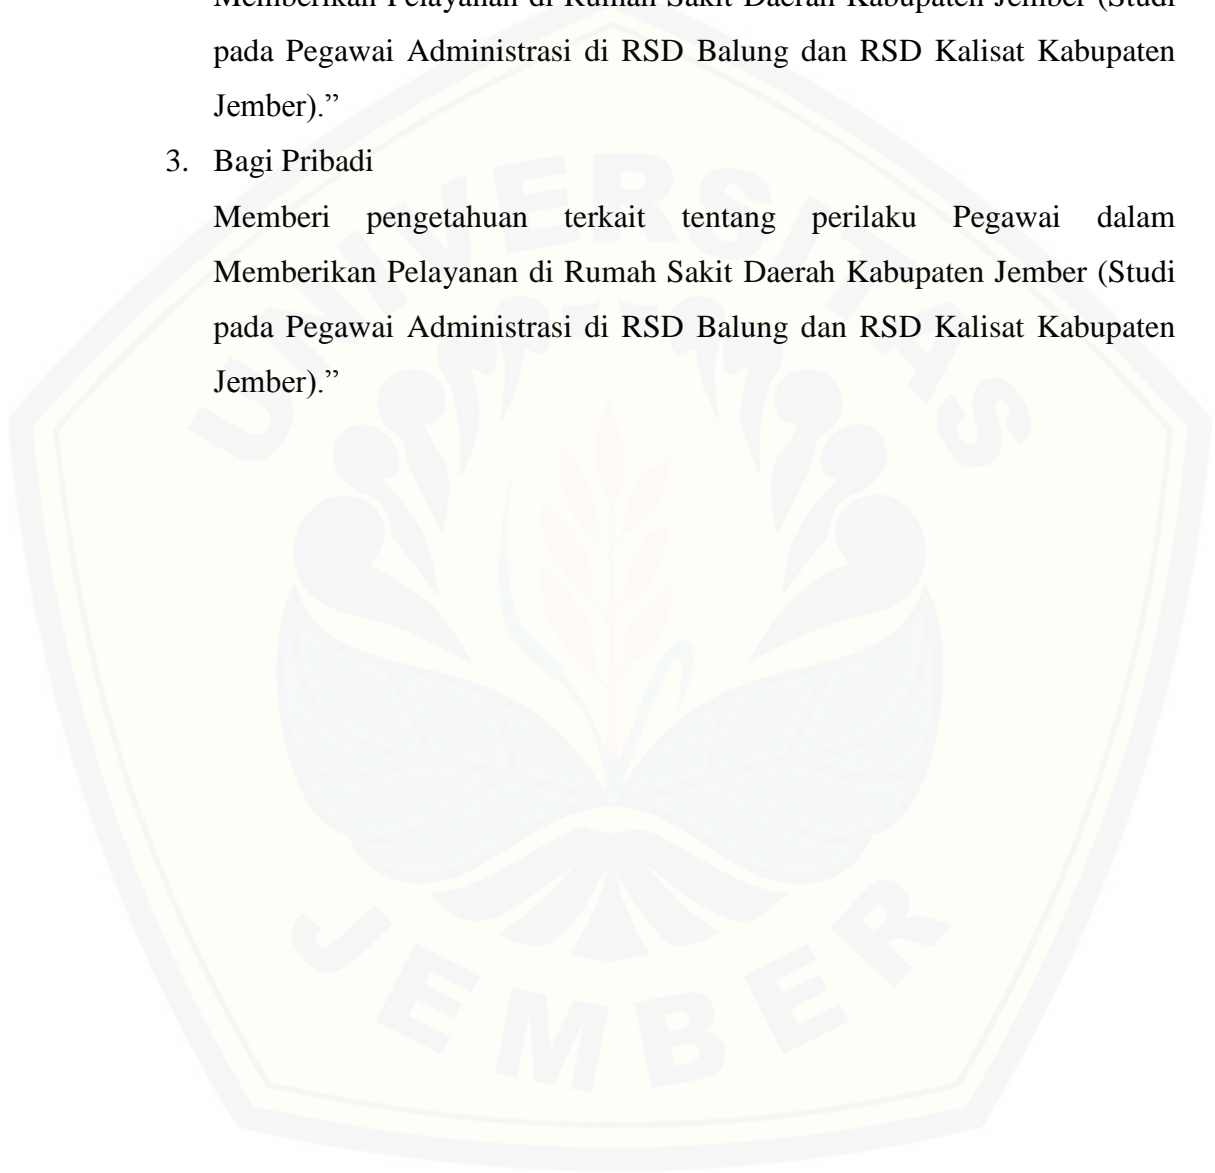 Memberikan Pelayanan di Rumah Sakit Daerah Kabupaten Jember (Studi
pada Pegawai Administrasi di RSD Balung dan RSD Kalisat Kabupaten
Jember).”
3. Bagi Pribadi
Memberi pengetahuan terkait tentang perilaku Pegawai dalam
Memberikan Pelayanan di Rumah Sakit Daerah Kabupaten Jember (Studi
pada Pegawai Administrasi di RSD Balung dan RSD Kalisat Kabupaten
Jember).”
UNIVERSITAS
JEMBER